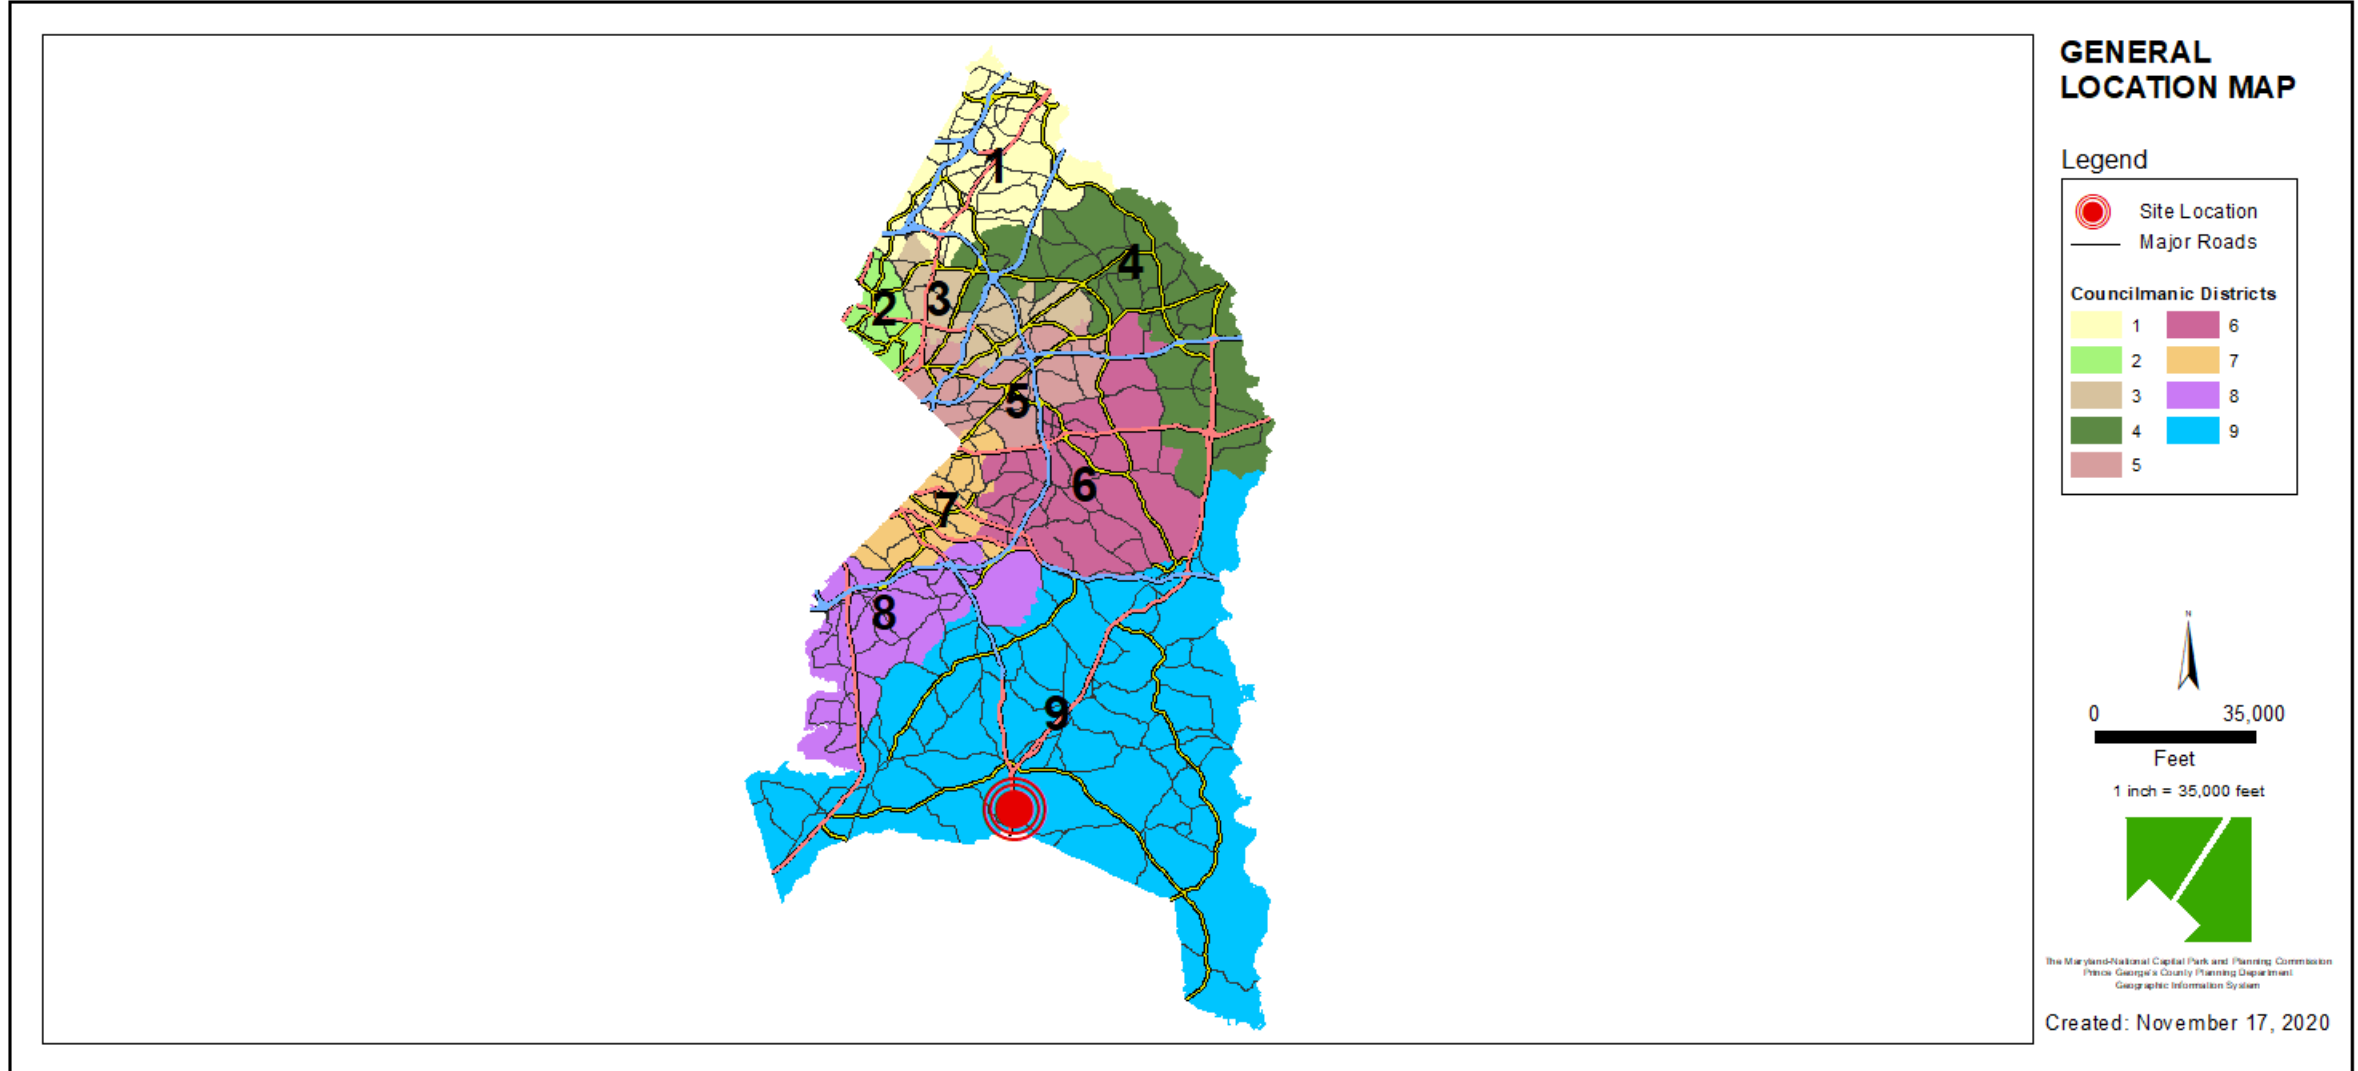 GENERAL
LOCATION MAP
Legend
Site Location
Major Roads
Councilmanic Districts
1 6
2 7
3 8
4 9
5
1
4
2
3
5
6
7
8
9
N
0 35,000
Feet
1 inch = 35,000 feet
The Maryland-National Capital Park and Planning Commission
Prince George's County Planning Department
Geographic Information System
Created: November 17, 2020